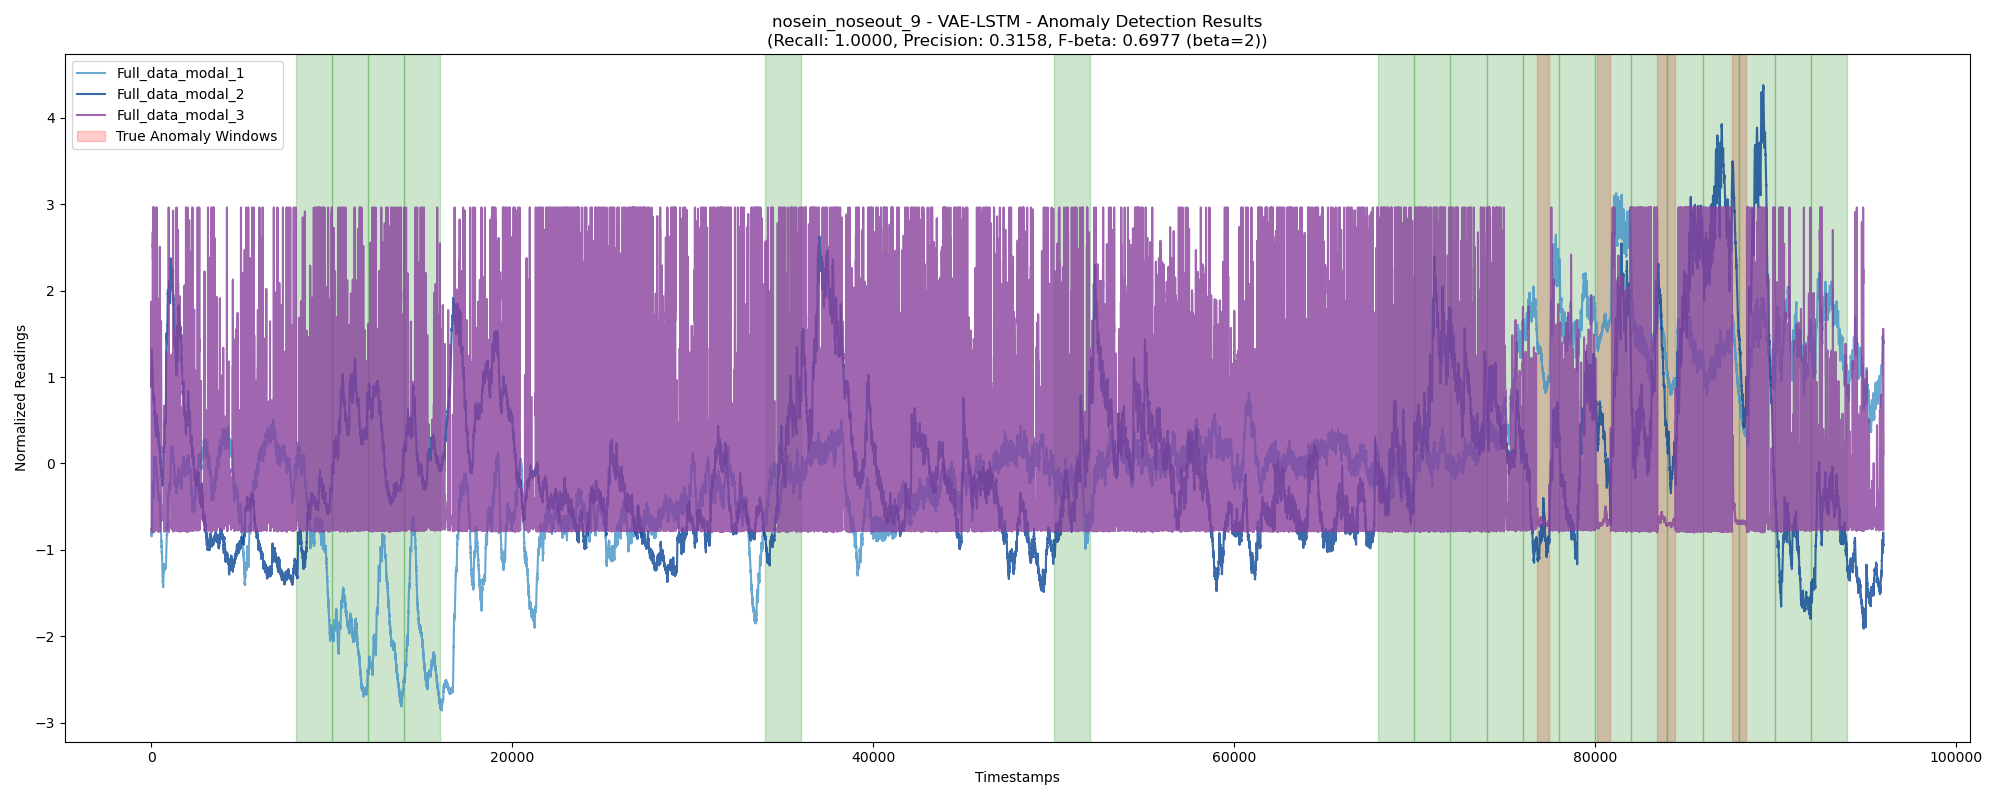 nosein_noseout_9 - VAE-LSTM - Anomaly Detection Results
(Recall: 1.0000, Precision: 0.3158, F-beta: 0.6977 (beta=2))
Full_data_modal_1
Full_data_modal_2
Full_data_modal_3
True Anomaly Windows
Normalized Readings
4
3
2
1
0
−1
−2
−3
0 20000 40000 60000 80000 100000
Timestamps